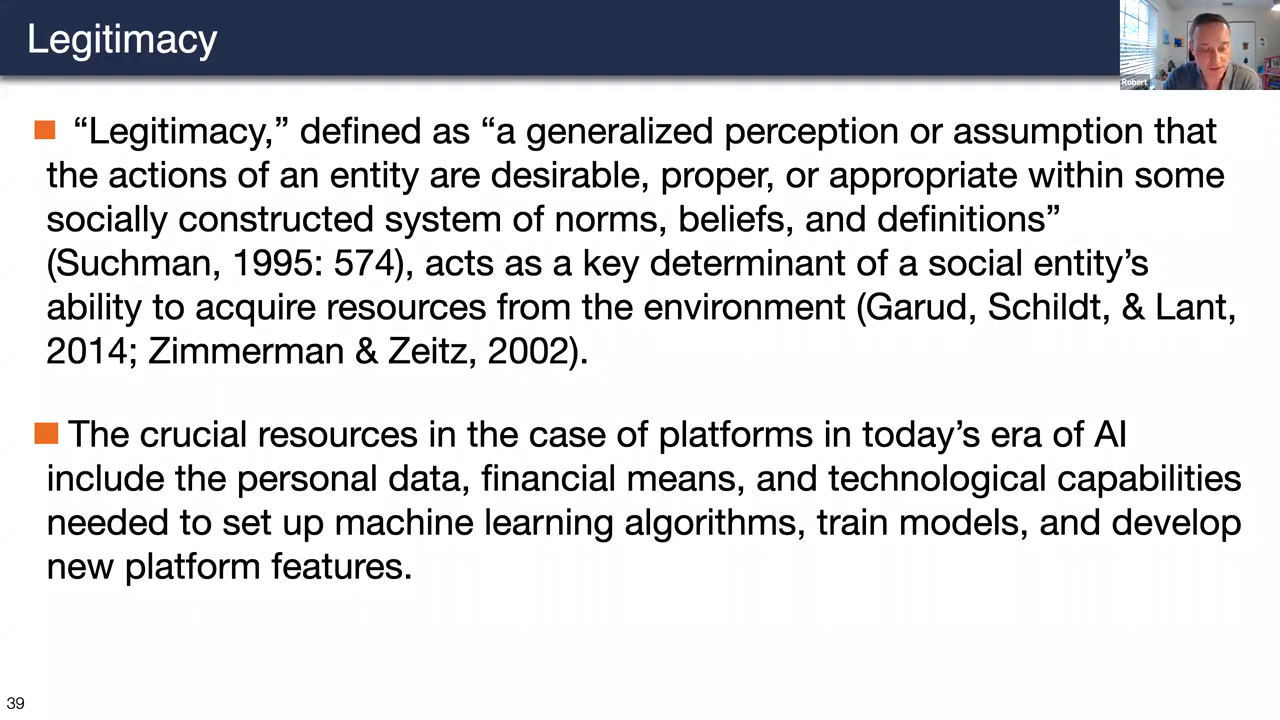 Legitimacy
Robert
“Legitimacy,” defined as “a generalized perception or assumption that
the actions of an entity are desirable, proper, or appropriate within some
socially constructed system of norms, beliefs, and definitions”
(Suchman, 1995: 574), acts as a key determinant of a social entity’s
ability to acquire resources from the environment (Garud, Schildt, & Lant,
2014; Zimmerman & Zeitz, 2002).
The crucial resources in the case of platforms in today’s era of AI
include the personal data, financial means, and technological capabilities
needed to set up machine learning algorithms, train models, and develop
new platform features.
39